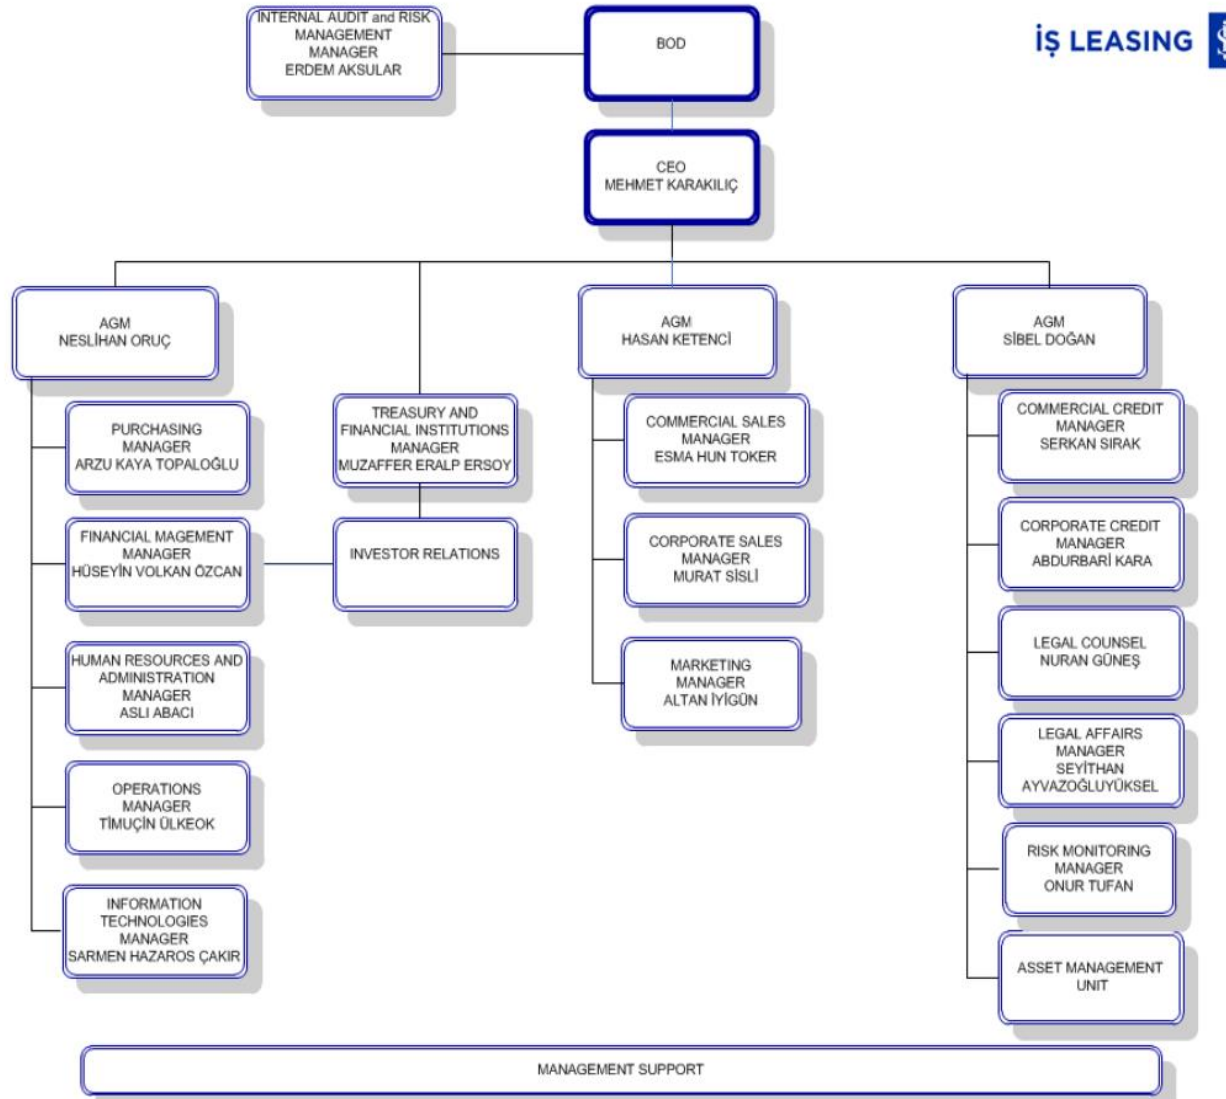 INTERNAL AUDIT and RISK
MANAGEMENT
MANAGER
ERDEM AKSULAR
BOD
İŞ LEASING
CEO
MEHMET KARAKILIÇ
AGM
NESLİHAN ORUÇ
PURCHASING
MANAGER
ARZU KAYA TOPALOĞLU
FINANCIAL MAGEMENT
MANAGER
HÜSEYİN VOLKAN ÖZCAN
HUMAN RESOURCES AND
ADMINISTRATION
MANAGER
ASLI ABACI
OPERATIONS
MANAGER
TİMUÇİN ÜLKEOK
INFORMATION
TECHNOLOGIES
MANAGER
SARMEN HAZAROS ÇAKIR
TREASURY AND
FINANCIAL INSTITUTIONS
MANAGER
MUZAFFER ERALP ERSOY
INVESTOR RELATIONS
AGM
HASAN KETENCİ
COMMERCIAL SALES
MANAGER
ESMA HUN TOKER
CORPORATE SALES
MANAGER
MURAT SİSLİ
MARKETING
MANAGER
ALTAN İYİGÜN
AGM
SİBEL DOĞAN
COMMERCIAL CREDIT
MANAGER
SERKAN SIRAK
CORPORATE CREDIT
MANAGER
ABDURBARİ KARA
LEGAL COUNSEL
NURAN GÜNEŞ
LEGAL AFFAIRS
MANAGER
SEYİTHAN
AYVAZOĞLUYÜKSEL
RISK MONITORING
MANAGER
ONUR TUFAN
ASSET MANAGEMENT
UNIT
MANAGEMENT SUPPORT